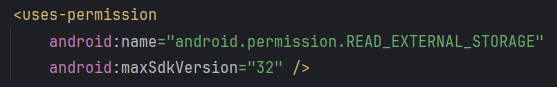 <uses-permission
android:name="android.permission.READ_EXTERNAL_STORAGE"
android:maxSdkVersion="32" />